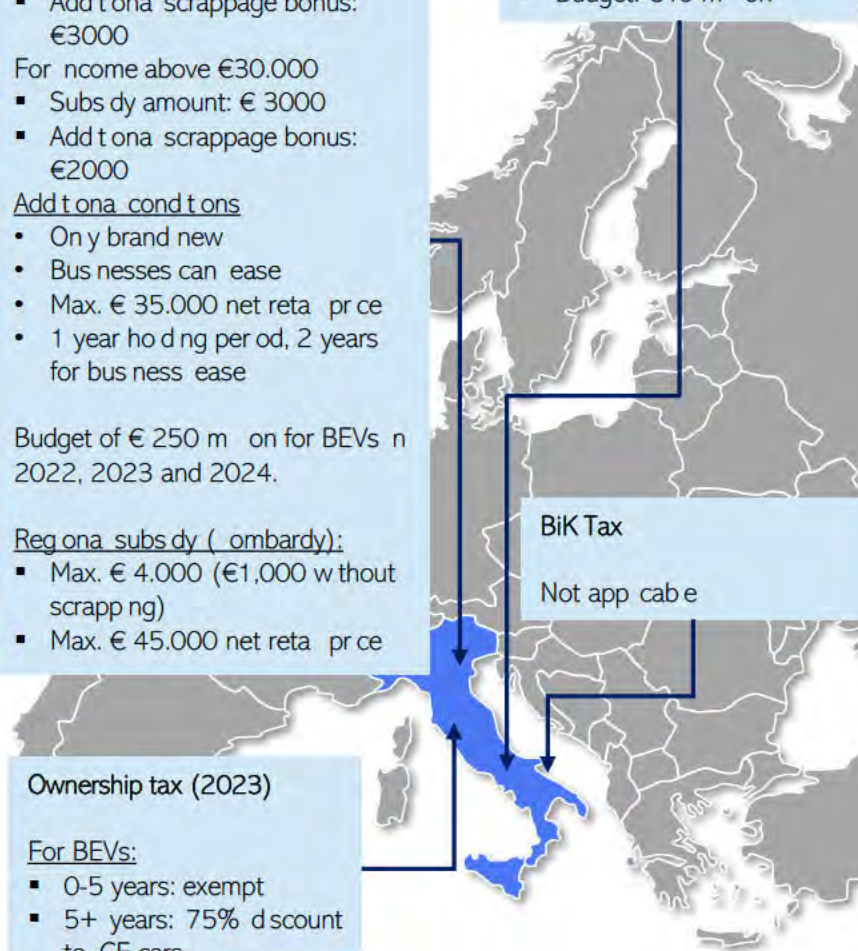 Add t ona scrappage bonus:
€3000
For ncome above €30.000
▪ Subs dy amount: € 3000
▪ Add t ona scrappage bonus:
€2000
Add t ona cond t ons
• On y brand new
• Bus nesses can ease
• Max. € 35.000 net reta pr ce
• 1 year ho d ng per od, 2 years
for bus ness ease
Budget of € 250 m on for BEVs n
2022, 2023 and 2024.
Reg ona subs dy ( ombardy):
▪ Max. € 4.000 (€1,000 w thout
scrapp ng)
▪ Max. € 45.000 net reta pr ce
BiK Tax
Not app cab e
Ownership tax (2023)
For BEVs:
▪ 0-5 years: exempt
▪ 5+ years: 75% d scount